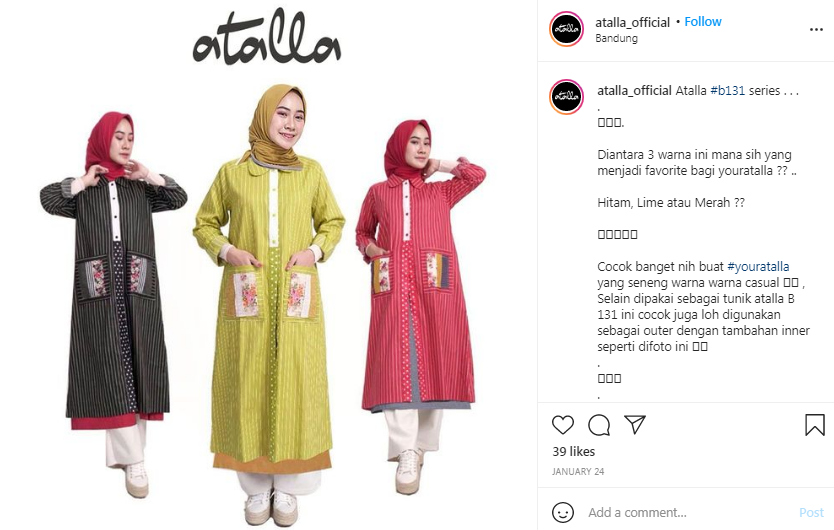 atalla
atalla_official • Follow
Bandung
atalla
atalla
atalla_official Atalla #b131 series . . .
.
.
Diantara 3 warna ini mana sih yang
menjadi favorite bagi youratalla ?? ..
Hitam, Lime atau Merah ??
Cocok banget nih buat #youratalla
yang seneng warna warna casual ,
Selain dipakai sebagai tunik atalla B
131 ini cocok juga loh digunakan
sebagai outer dengan tambahan inner
seperti difoto ini
.
.
39 likes
JANUARY 24
Add a comment...
Post